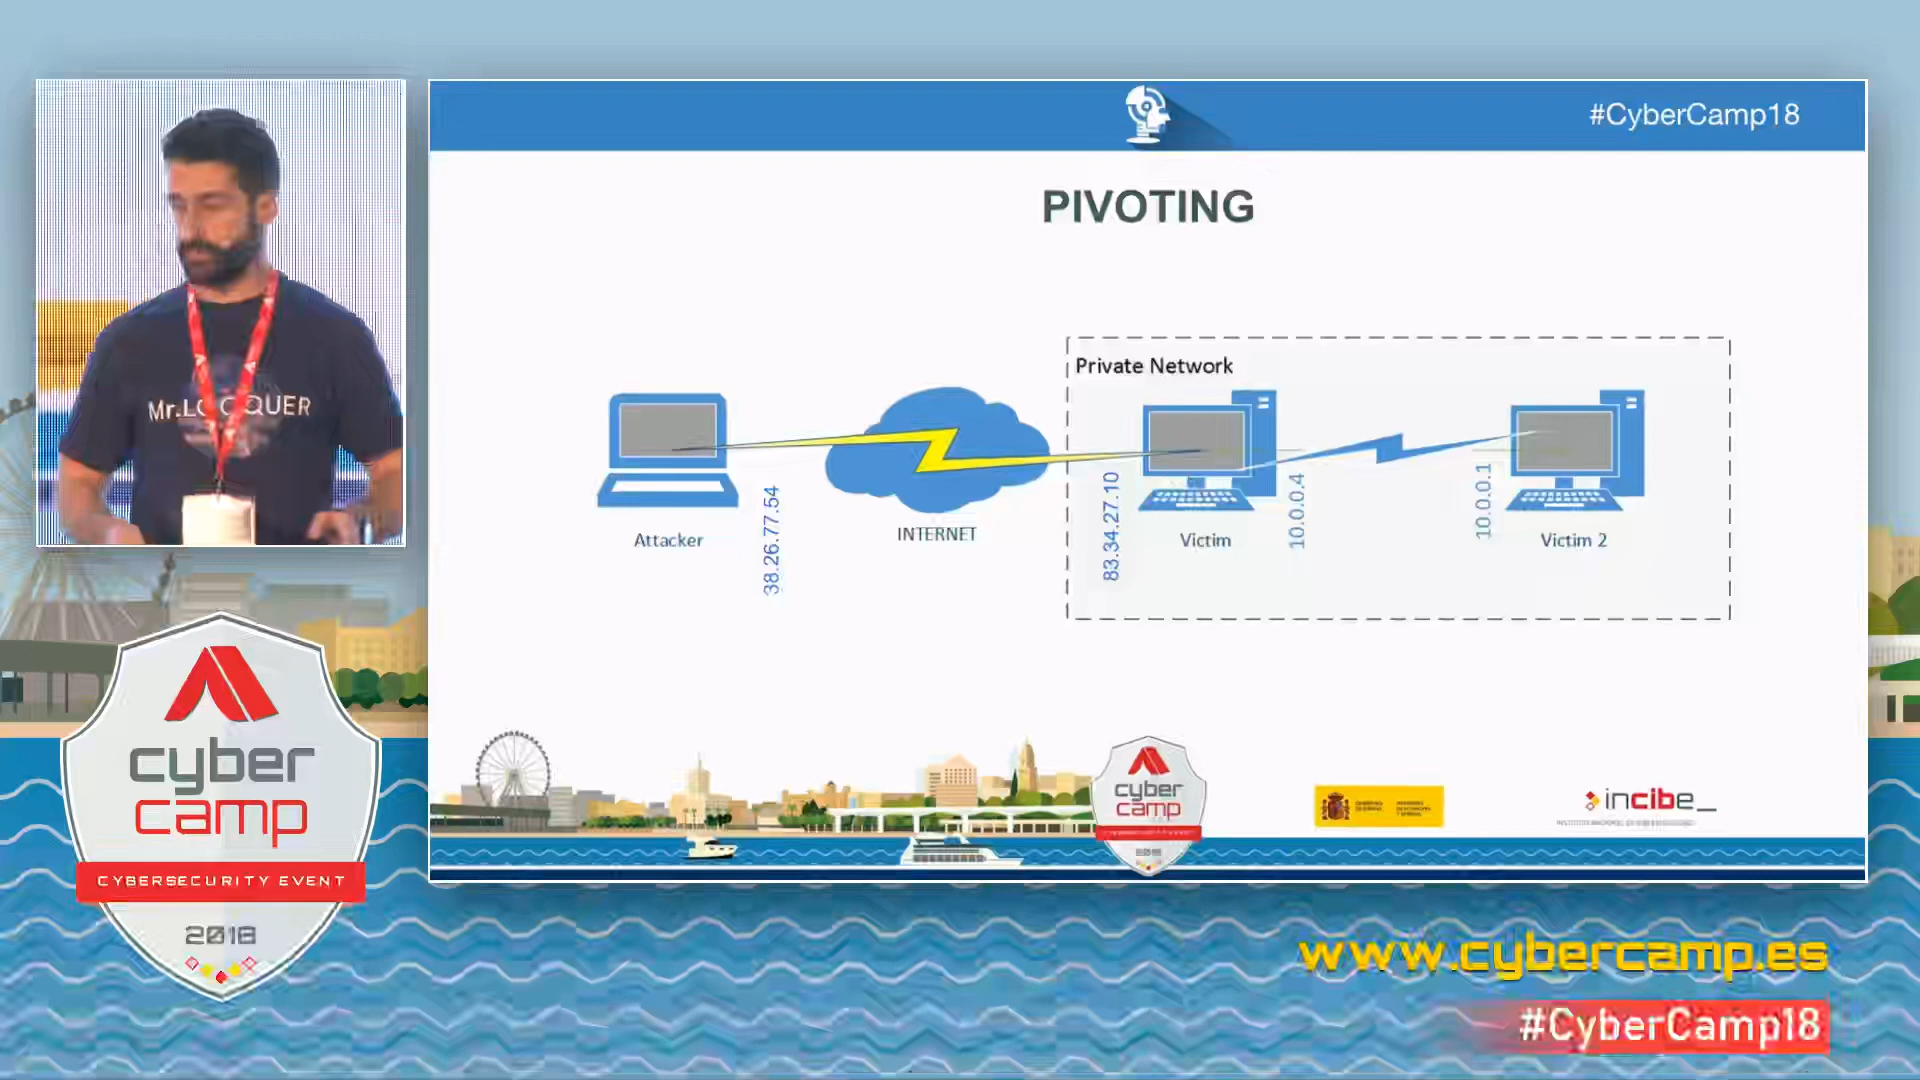 #CyberCamp18
PIVOTING
Private Network
Attacker
38.26.77.54
INTERNET
83.34.27.10
Victim
10.0.0.4
10.0.0.1
Victim 2
cyber
camp
2018
incibe_
Mr.LO QUER
cyber
camp
CYBERSECURITY EVENT
2018
www.cybercamp.es
#CyberCamp18